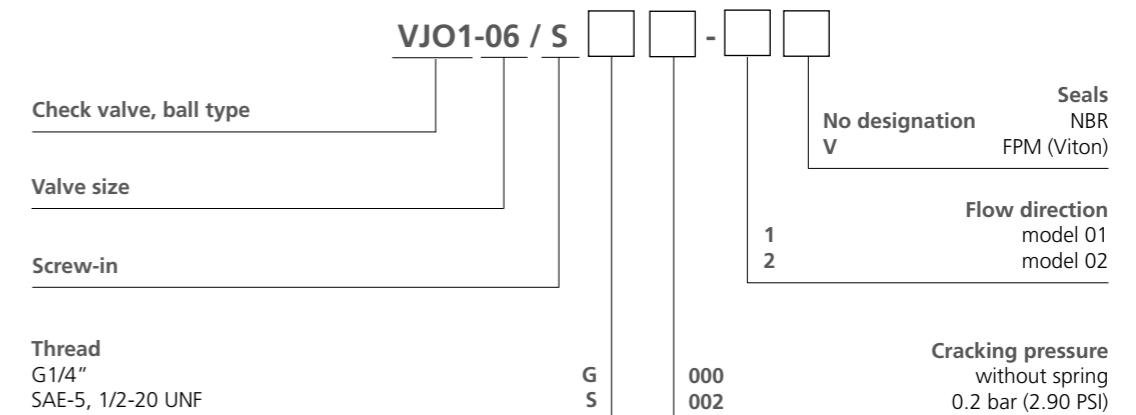 VJO1-06 / S -
Check valve, ball type
Seals
No designation NBR
V FPM (Viton)
Valve size
Flow direction
1 model 01
2 model 02
Screw-in
Thread
Cracking pressure
G1/4" G 000 without spring
SAE-5, 1/2-20 UNF S 002 0.2 bar (2.90 PSI)